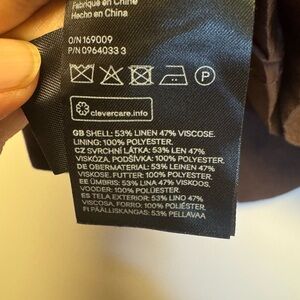 Fabriqué en Chine
Hecho en China
O/N 169009
P/N 0964033 3
P
clevercare.info
GB SHELL: 53% LINEN 47% VISCOSE.
LINING: 100% POLYESTER.
CZ SVRCHNÍ LÁTKA: 53% LEN 47%
VISKÓZA, PODŠÍVKA: 100% POLYESTER.
DE OBERMATERIAL: 53% LEINEN 47%
VISKOSE. FUTTER: 100% POLYESTER.
EE ÜMBRIS: 53% LINA 47% VISKOOS,
VOODER: 100% POLÜESTER.
ES TELA EXTERIOR: 53% LINO 47%
VISCOSA, FORRO: 100% POLIÉSTER.
FI PÄÄLLISKANGAS: 53% PELLAVAA